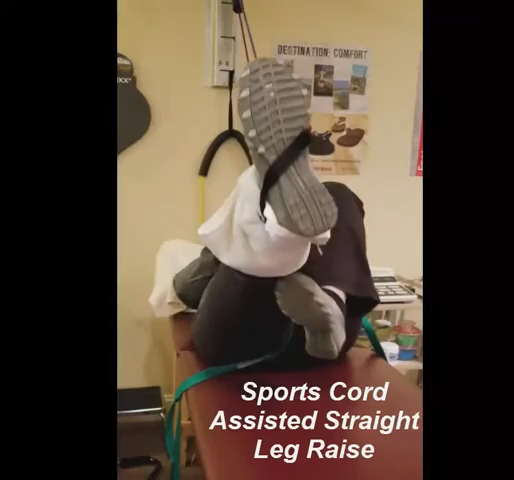 DESTINATION: COMFORT
Sports Cord
Assisted Straight
Leg Raise